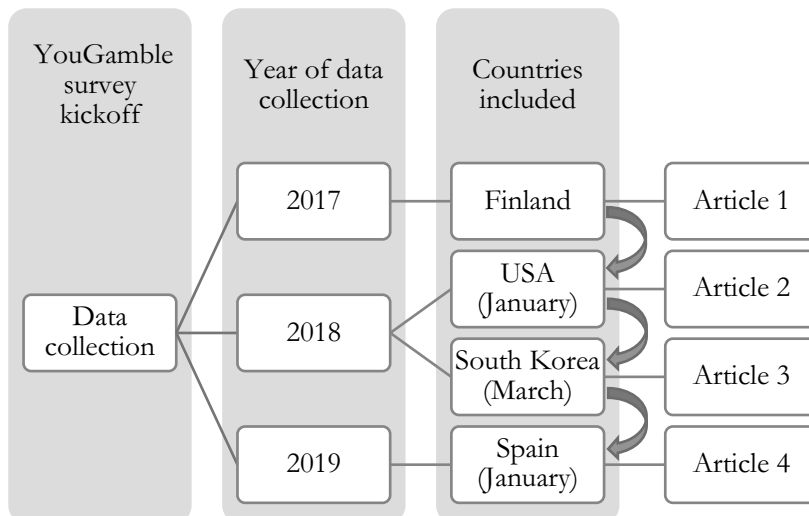 YouGamble
survey
kickoff
Year of data
collection
Countries
included
Data
collection
2017
Finland
Article 1
2018
USA
(January)
Article 2
South Korea
(March)
Article 3
2019
Spain
(January)
Article 4